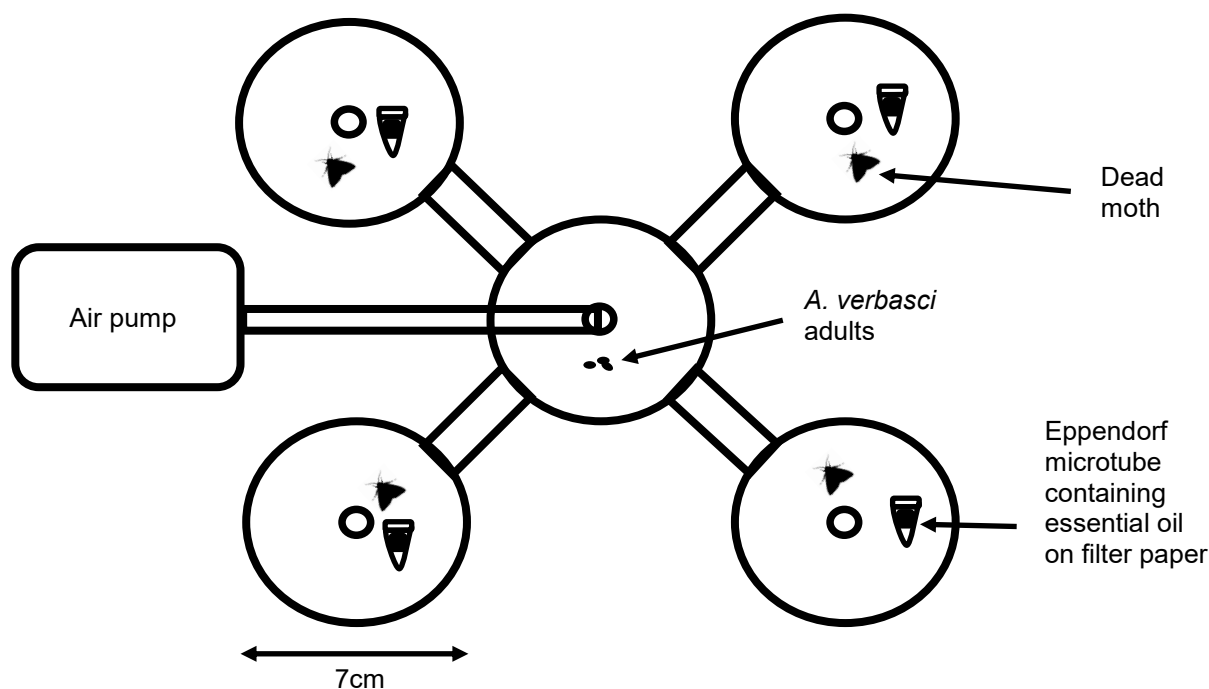 Dead
moth
Air pump
A. verbasci
adults
Eppendorf
microtube
containing
essential oil
on filter paper
7cm